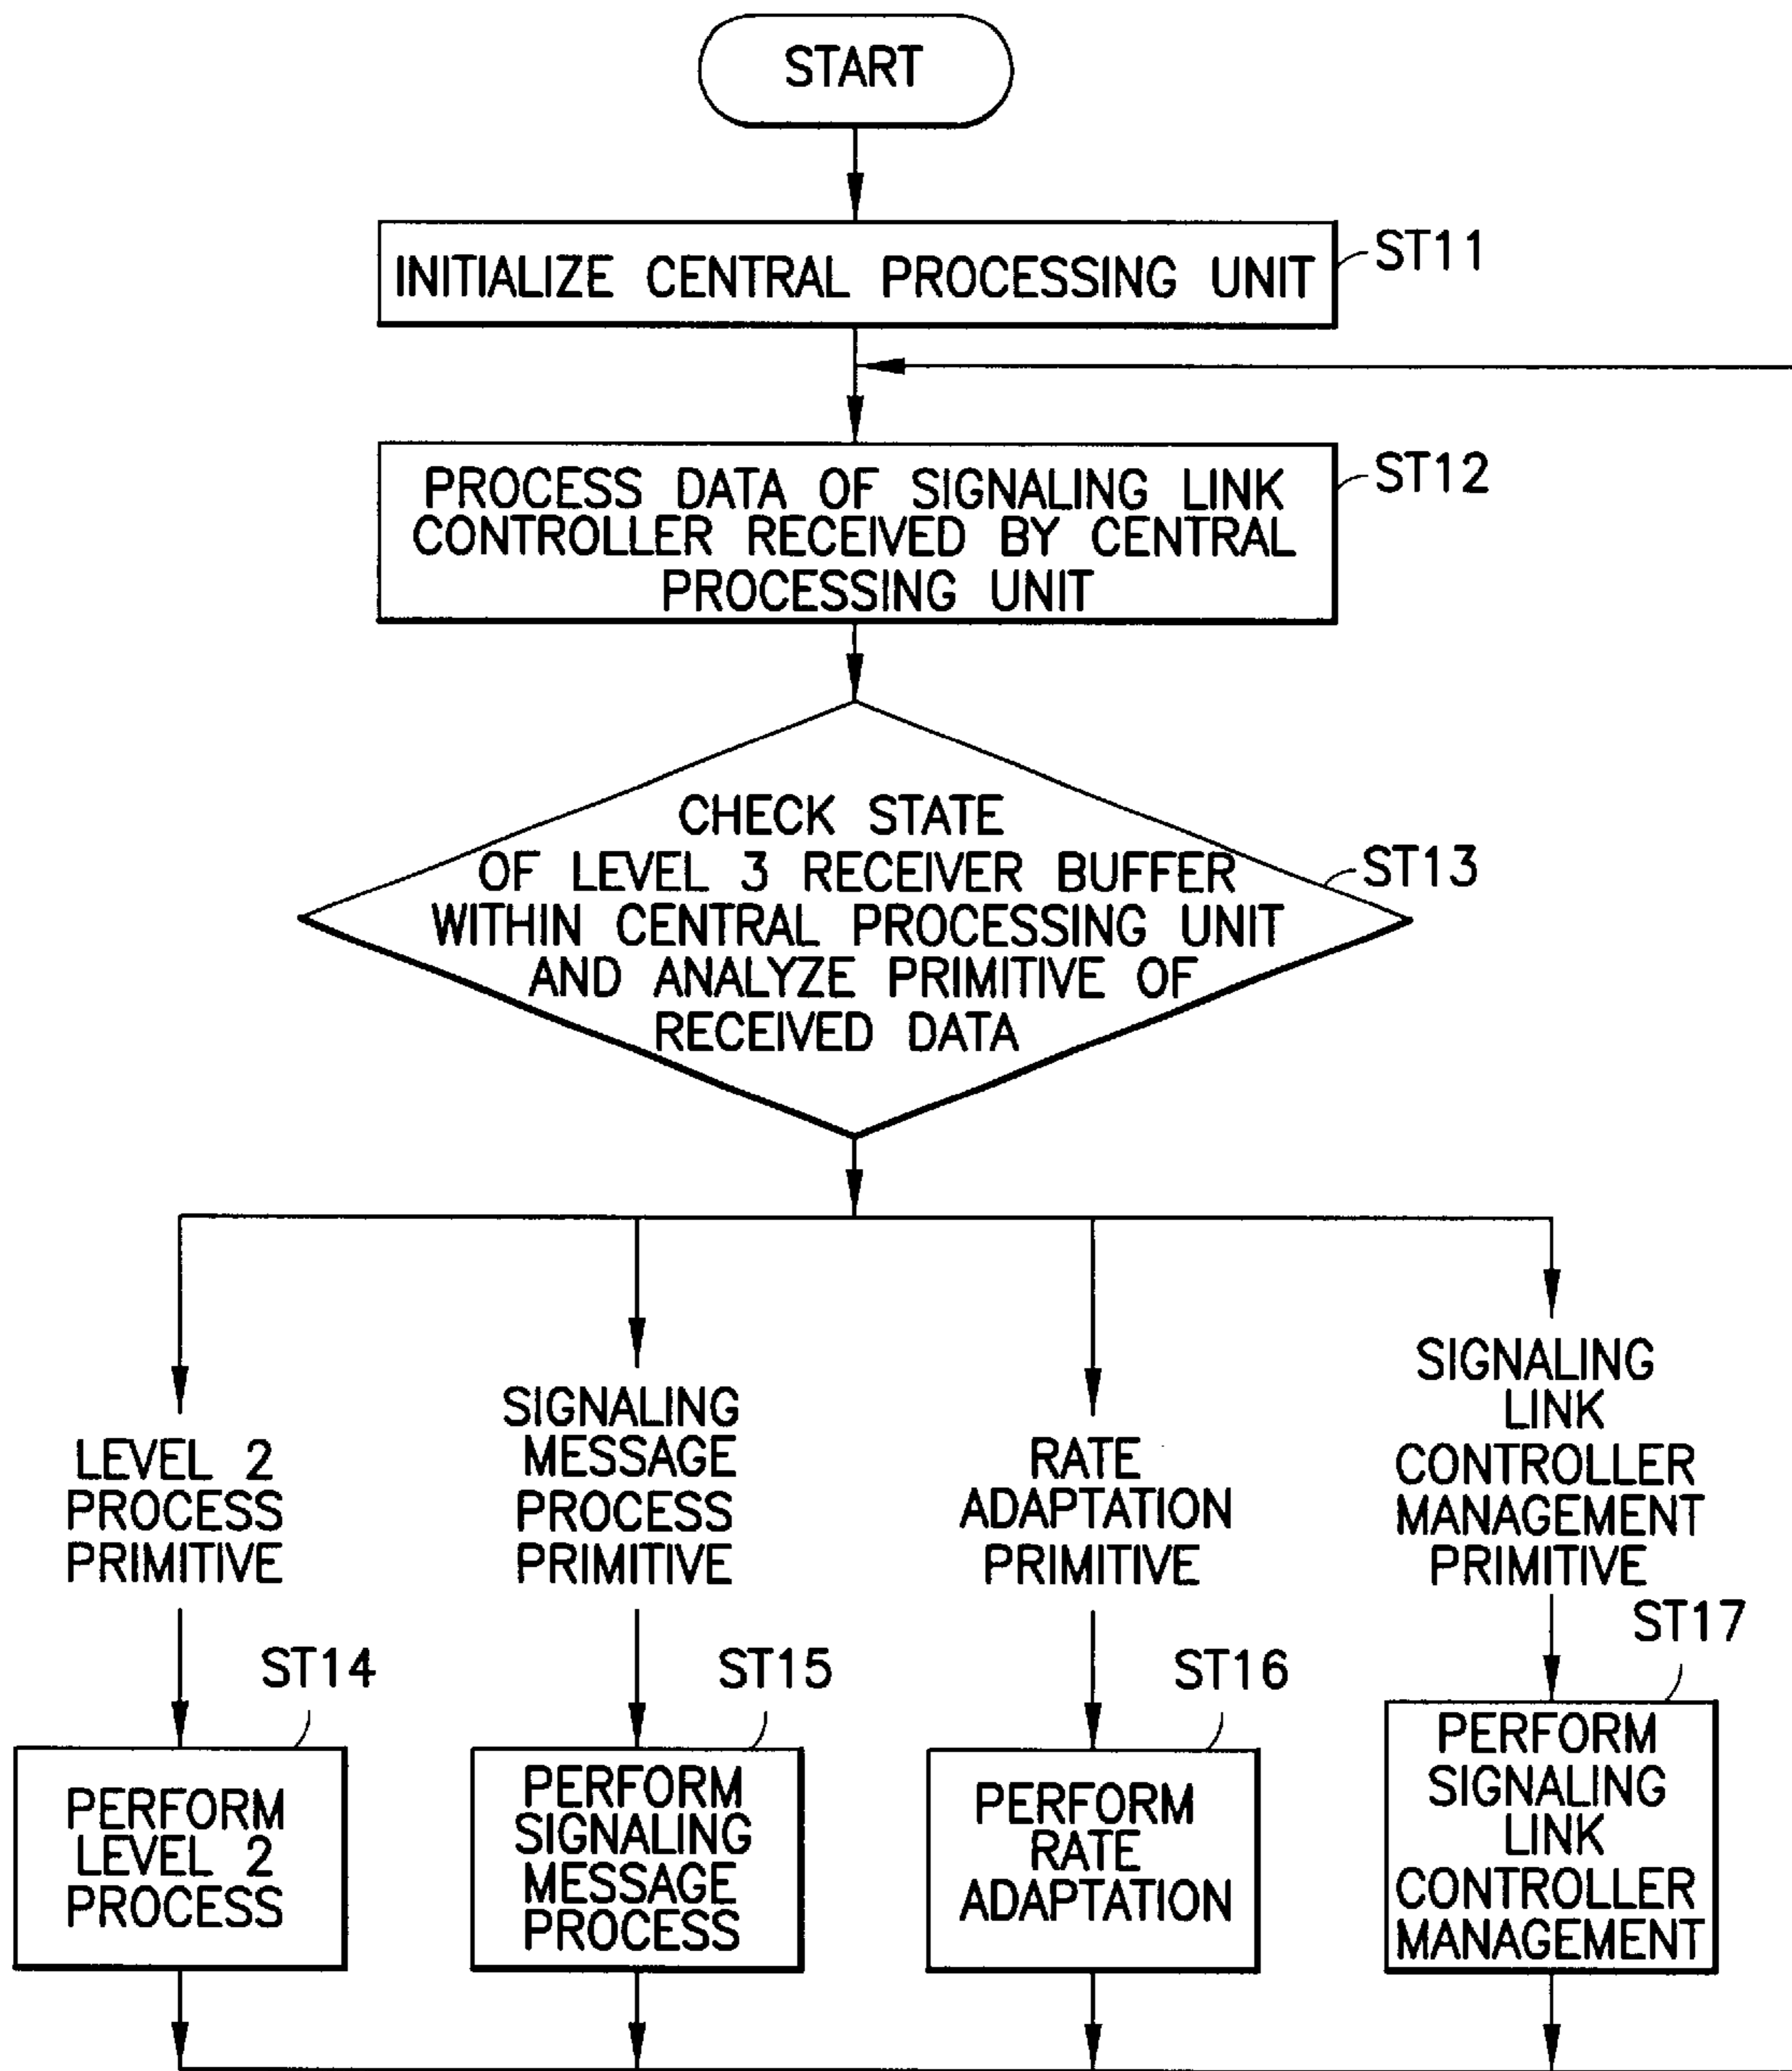 START
INITIALIZE CENTRAL PROCESSING UNIT
ST11
PROCESS DATA OF SIGNALING LINK
CONTROLLER RECEIVED BY CENTRAL
PROCESSING UNIT
ST12
CHECK STATE
OF LEVEL 3 RECEIVER BUFFER
WITHIN CENTRAL PROCESSING UNIT
AND ANALYZE PRIMITIVE OF
RECEIVED DATA
ST13
LEVEL 2
PROCESS
PRIMITIVE
SIGNALING
MESSAGE
PROCESS
PRIMITIVE
RATE
ADAPTATION
PRIMITIVE
SIGNALING
LINK
CONTROLLER
MANAGEMENT
PRIMITIVE
ST14
PERFORM
LEVEL 2
PROCESS
ST15
PERFORM
SIGNALING
MESSAGE
PROCESS
ST16
PERFORM
RATE
ADAPTATION
ST17
PERFORM
SIGNALING
LINK
CONTROLLER
MANAGEMENT